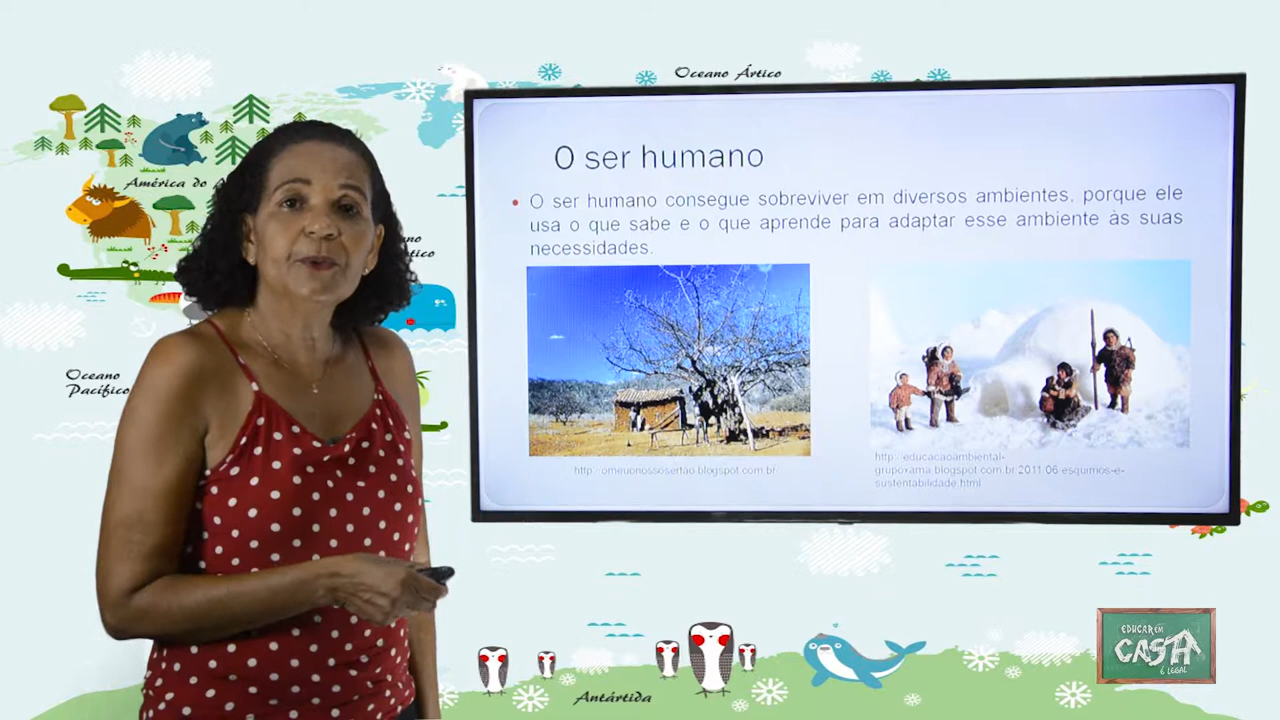 Oceano Ártico
América do
Oceano
Pacífico
O ser humano
O ser humano consegue sobreviver em diversos ambientes, porque ele
usa o que sabe e o que aprende para adaptar esse ambiente às suas
necessidades.
http://omeupnossosertao.blogspot.com.br
http://educacaoambiental-
grupoxama.blogspot.com.br/2011/06/esquimos-e-
sustentabilidade.html
Antártida
EDUCAR EM
CASA
É LEGAL